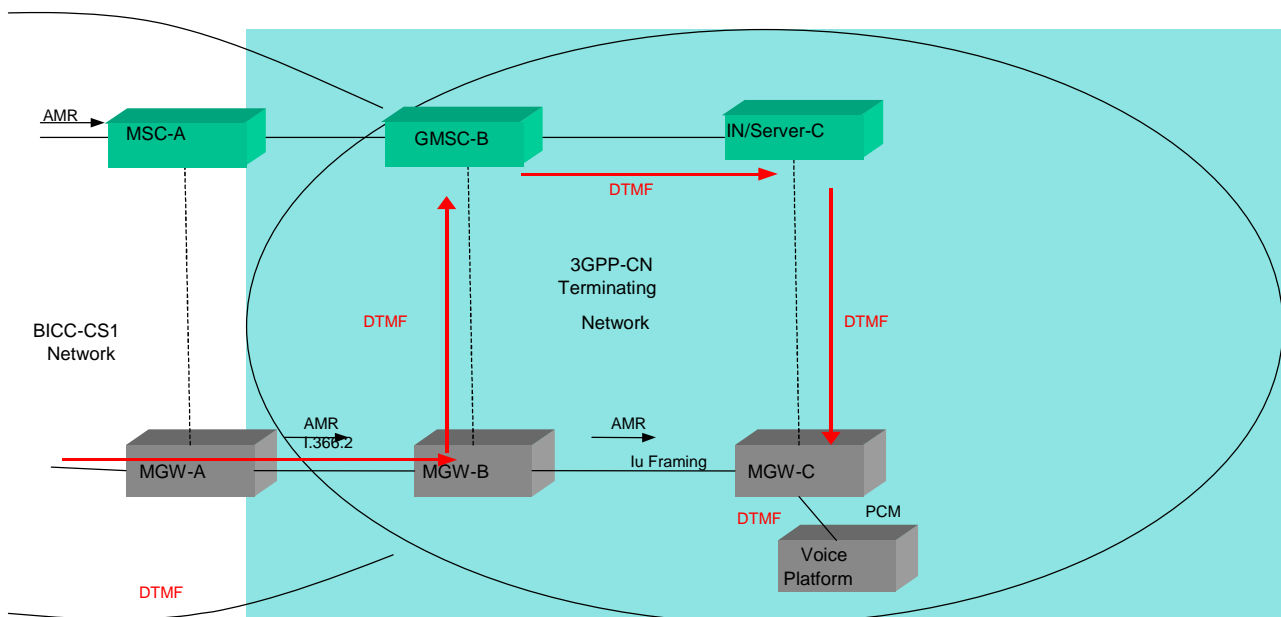 AMR
MSC-A
GMSC-B
IN/Server-C
DTMF
3GPP-CN
Terminating
Network
BICC-CS1
Network
DTMF
DTMF
AMR
I.366.2
AMR
Iu Framing
MGW-A
MGW-B
MGW-C
DTMF
PCM
Voice
Platform
DTMF